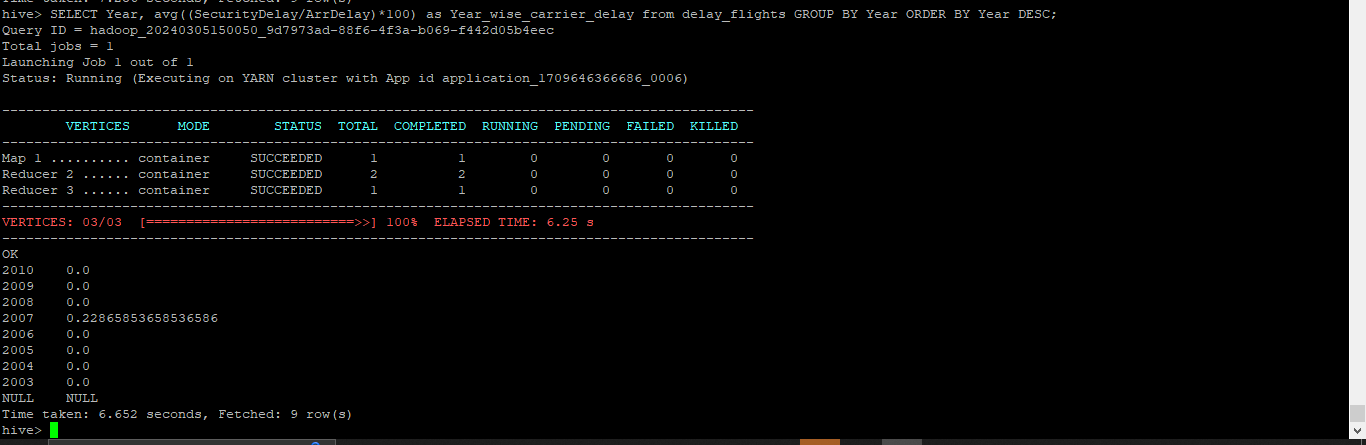 hive> SELECT Year, avg((SecurityDelay/ArrDelay)*100) as Year_wise_carrier_delay from delay_flights GROUP BY Year ORDER BY Year DESC;
Query ID = hadoop_20240305150050_9d7973ad-88f6-4f3a-b069-f442d05b4eec
Total jobs = 1
Launching Job 1 out of 1
Status: Running (Executing on YARN cluster with App id application_1709646366686_0006)
----------------------------------------------------------------------------------------------
VERTICES MODE STATUS TOTAL COMPLETED RUNNING PENDING FAILED KILLED
----------------------------------------------------------------------------------------------
Map 1 .......... container SUCCEEDED 1 1 0 0 0 0
Reducer 2 ...... container SUCCEEDED 2 2 0 0 0 0
Reducer 3 ...... container SUCCEEDED 1 1 0 0 0 0
----------------------------------------------------------------------------------------------
VERTICES: 03/03 [==========================>>] 100% ELAPSED TIME: 6.25 s
----------------------------------------------------------------------------------------------
OK
2010 0.0
2009 0.0
2008 0.0
2007 0.22865853658536586
2006 0.0
2005 0.0
2004 0.0
2003 0.0
NULL NULL
Time taken: 6.652 seconds, Fetched: 9 row(s)
hive>